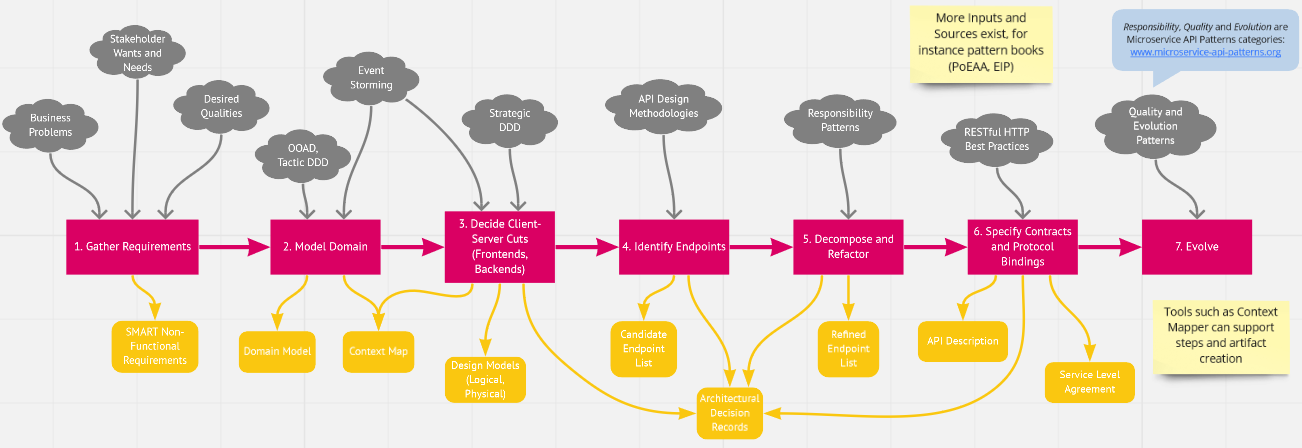 More Inputs and
Sources exist, for
instance pattern books
(PoEAA, EIP)
Responsibility, Quality and Evolution are
Microservice API Patterns categories:
www.microservice-api-patterns.org
Stakeholder
Wants and
Needs
Business
Problems
Desired
Qualities
Event
Storming
OOAD,
Tactic DDD
Strategic
DDD
API Design
Methodologies
Responsibility
Patterns
RESTful HTTP
Best Practices
Quality and
Evolution
Patterns
1. Gather Requirements
2. Model Domain
3. Decide Client-
Server Cuts
(Frontends,
Backends)
4. Identify Endpoints
5. Decompose and
Refactor
6. Specify Contracts
and Protocol
Bindings
7. Evolve
SMART Non-
Functional
Requirements
Domain Model
Context Map
Design Models
(Logical,
Physical)
Candidate
Endpoint
List
Architectural
Decision
Records
Refined
Endpoint
List
API Description
Service Level
Agreement
Tools such as Context
Mapper can support
steps and artifact
creation